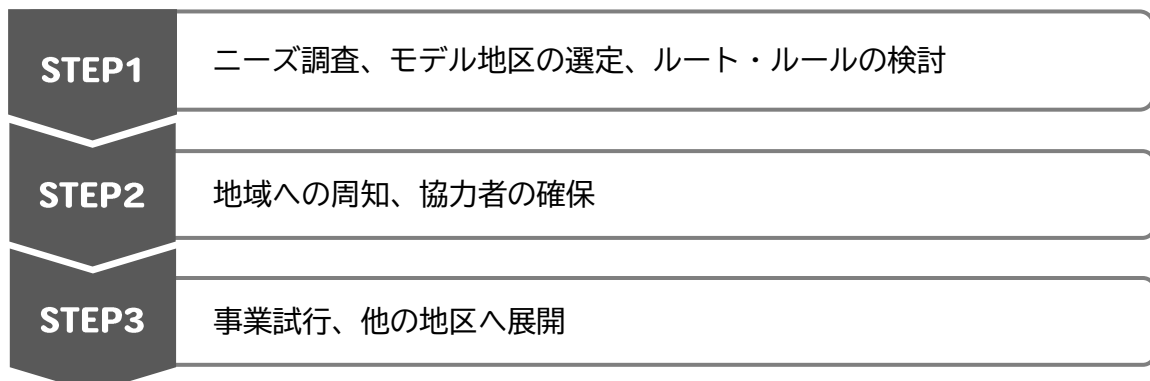 STEP1
ニーズ調査、モデル地区の選定、ルート・ルールの検討
STEP2
地域への周知、協力者の確保
STEP3
事業試行、他の地区へ展開